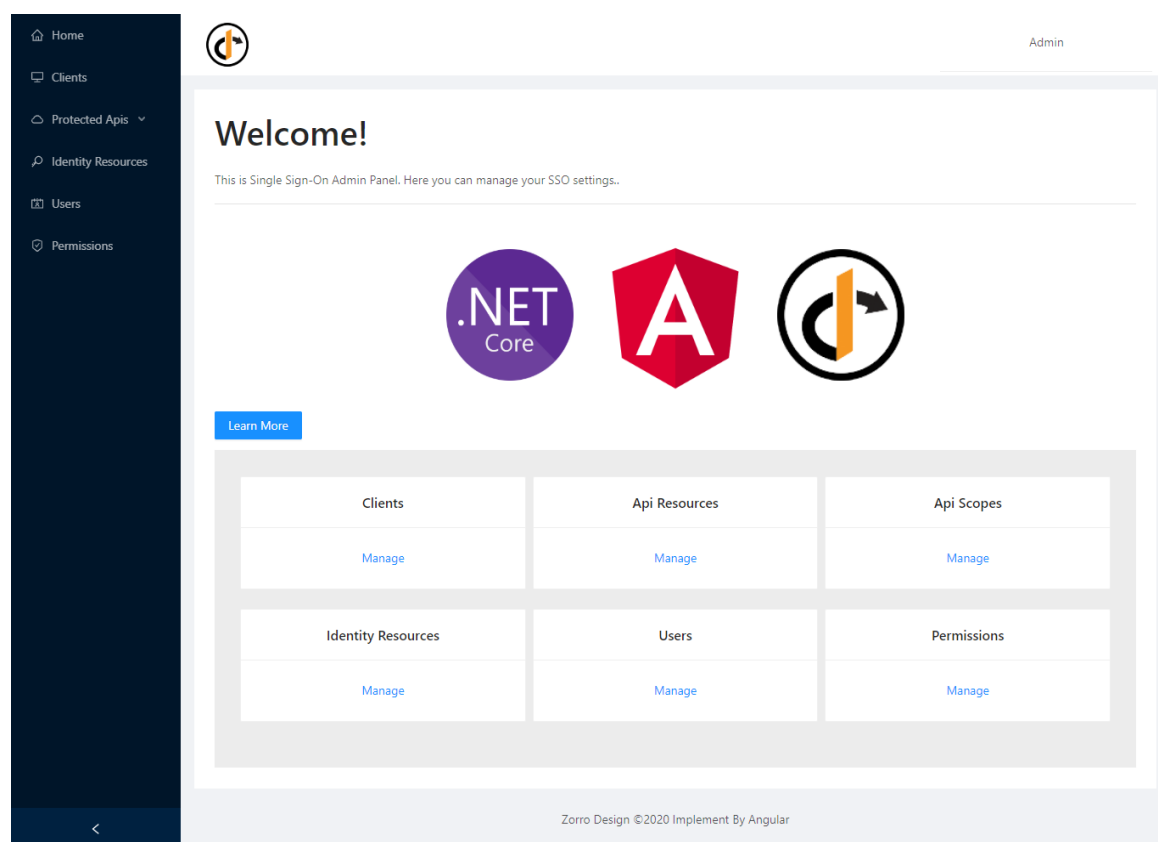 Home
Clients
Protected Apis
Identity Resources
Users
Permissions
Admin
Welcome!
This is Single Sign-On Admin Panel. Here you can manage your SSO settings..
.NET
Core
A
Learn More
Clients
Api Resources
Api Scopes
Manage
Manage
Manage
Identity Resources
Users
Permissions
Manage
Manage
Manage
Zorro Design ©2020 Implement By Angular